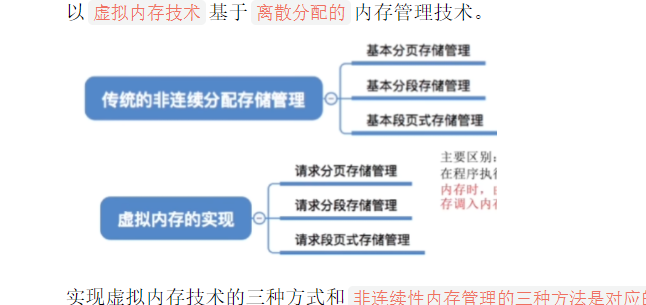 以 虚拟内存技术 基于 离散分配的 内存管理技术。
基本分页存储管理
传统的非连续分配存储管理
基本分段存储管理
基本段页式存储管理
主要区别:
在程序执行
请求分页存储管理
内存时,
存调入内存
虚拟内存的实现
请求分段存储管理
请求段页式存储管理
实现虚拟内存技术的三种方式和 非连续性内存管理的三种方法是对应的